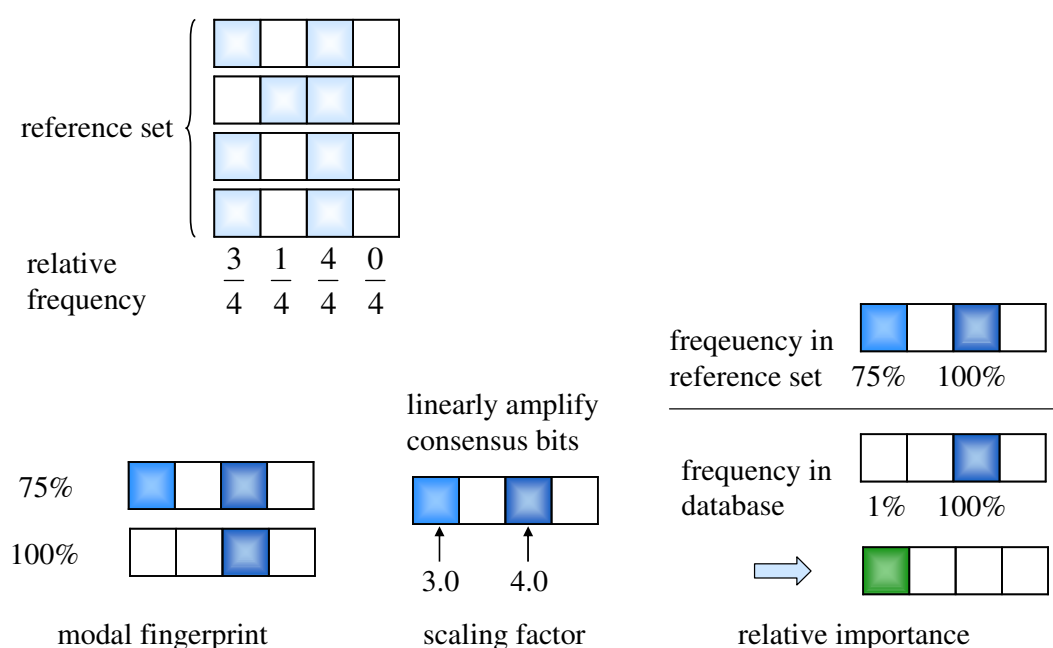 reference set
relative
frequency
3/4 1/4 4/4 0/4
75%
100%
modal fingerprint
linearly amplify
consensus bits
3.0 4.0
scaling factor
freqeuency in
reference set
75% 100%
frequency in
database
1% 100%
relative importance